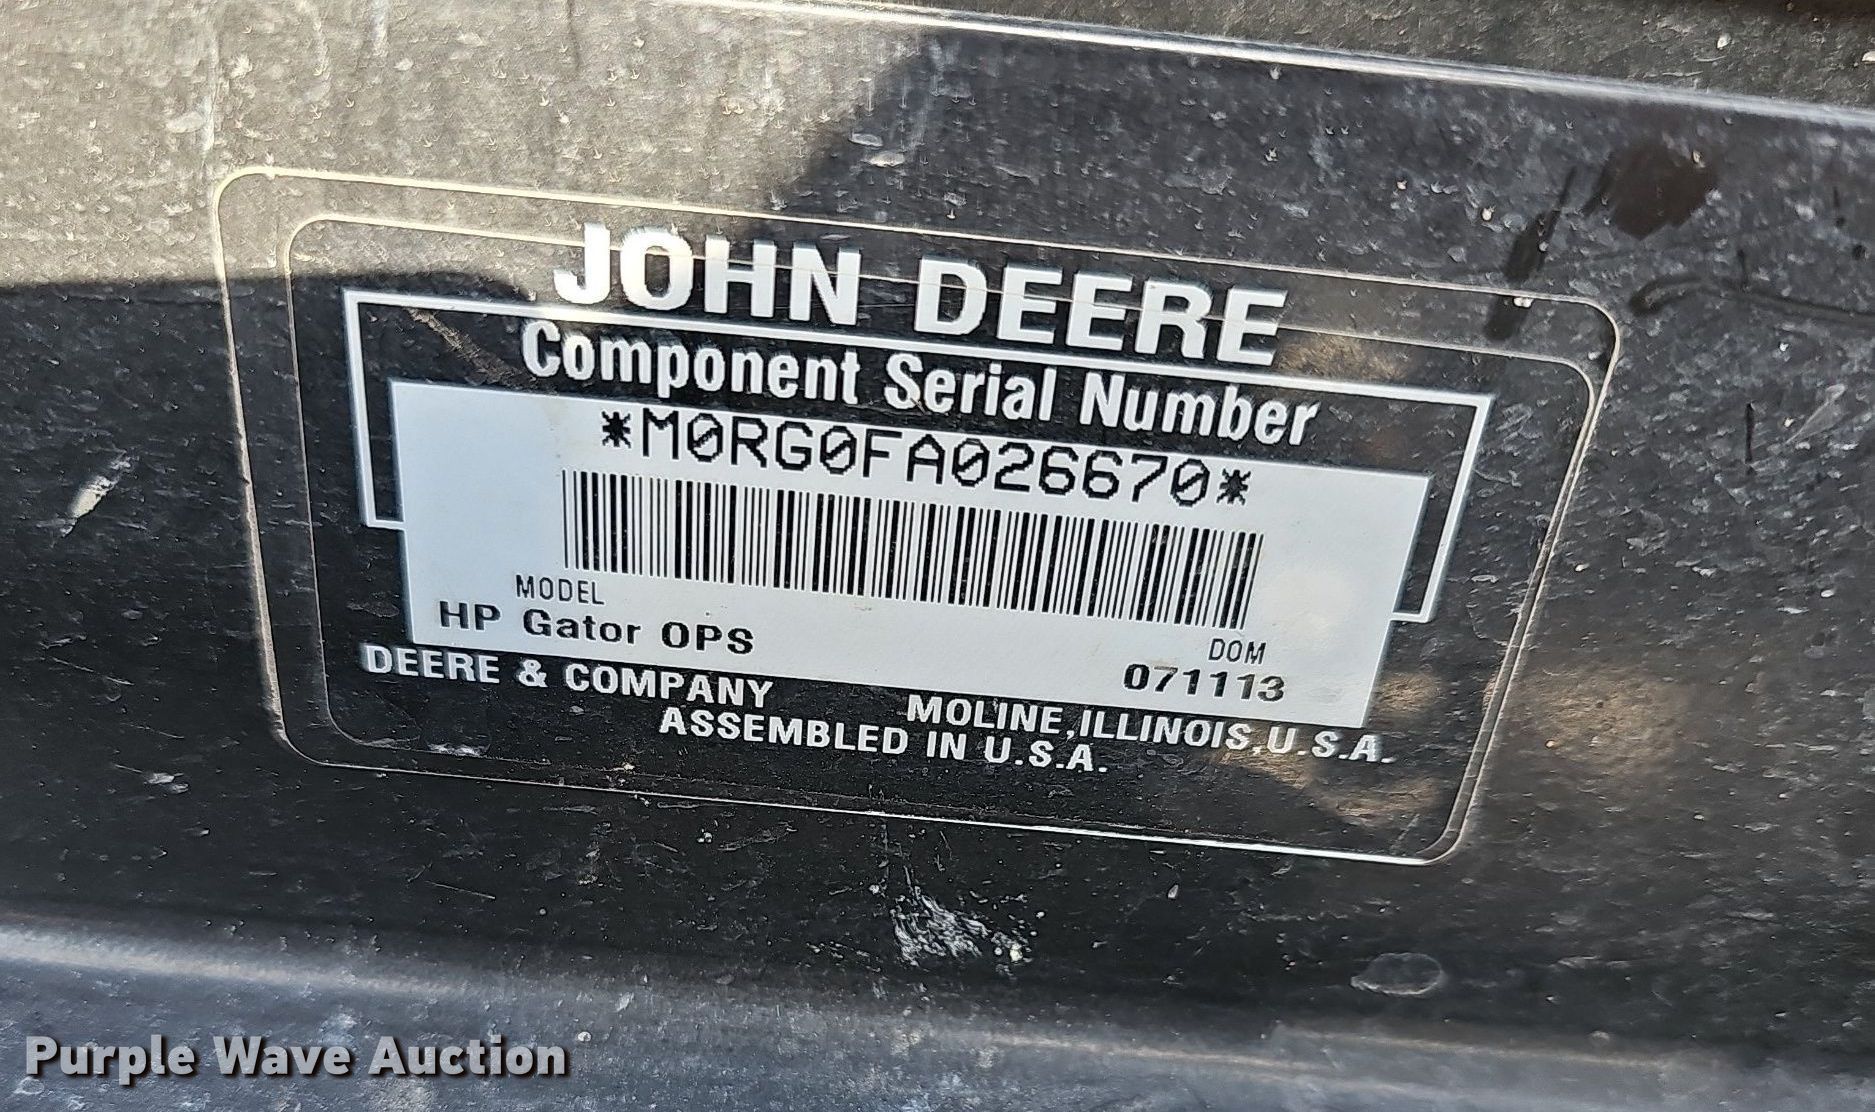 JOHN DEERE
Component Serial Number
*M0RG0FA026670*
MODEL
HP Gator OPS
DOM
071113
DEERE & COMPANY MOLINE,ILLINOIS,U.S.A.
ASSEMBLED IN U.S.A.
Purple Wave Auction